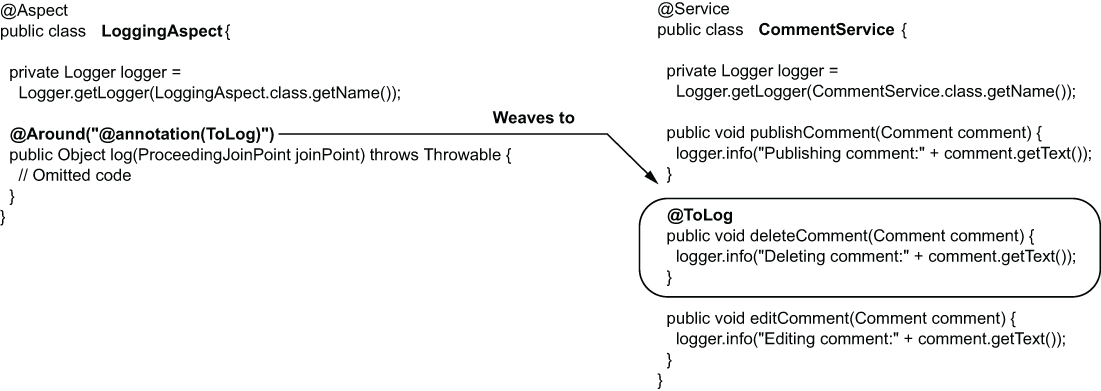 @Aspect
public class LoggingAspect{
private Logger logger =
Logger.getLogger(LoggingAspect.class.getName());
@Around("@annotation(ToLog)")
public Object log(ProceedingJoinPoint joinPoint) throws Throwable {
// Omitted code
}
}
Weaves to
@Service
public class CommentService {
private Logger logger =
Logger.getLogger(CommentService.class.getName());
public void publishComment(Comment comment) {
logger.info("Publishing comment:" + comment.getText());
}
@ToLog
public void deleteComment(Comment comment) {
logger.info("Deleting comment:" + comment.getText());
}
public void editComment(Comment comment) {
logger.info("Editing comment:" + comment.getText());
}
}